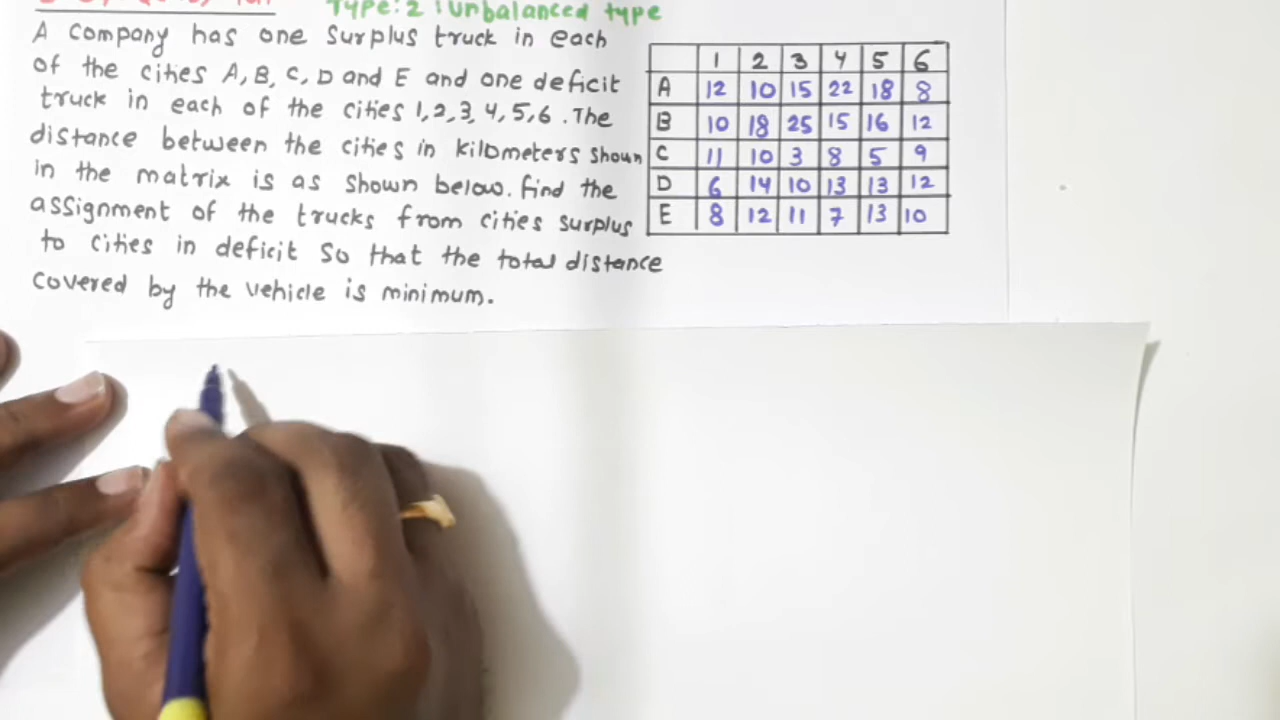 Type: 2 : Unbalanced type
A company has one surplus truck in each
of the cities A, B, C, D and E and one deficit
truck in each of the cities 1,2,3,4,5,6. The
distance between the cities in kilometers shown
in the matrix is as shown below. find the
assignment of the trucks from cities surplus
to cities in deficit so that the total distance
covered by the vehicle is minimum.
1 2 3 4 5 6
A 12 10 15 22 18 8
B 10 18 25 15 16 12
C 11 10 3 8 5 9
D 6 14 10 13 13 12
E 8 12 11 7 13 10